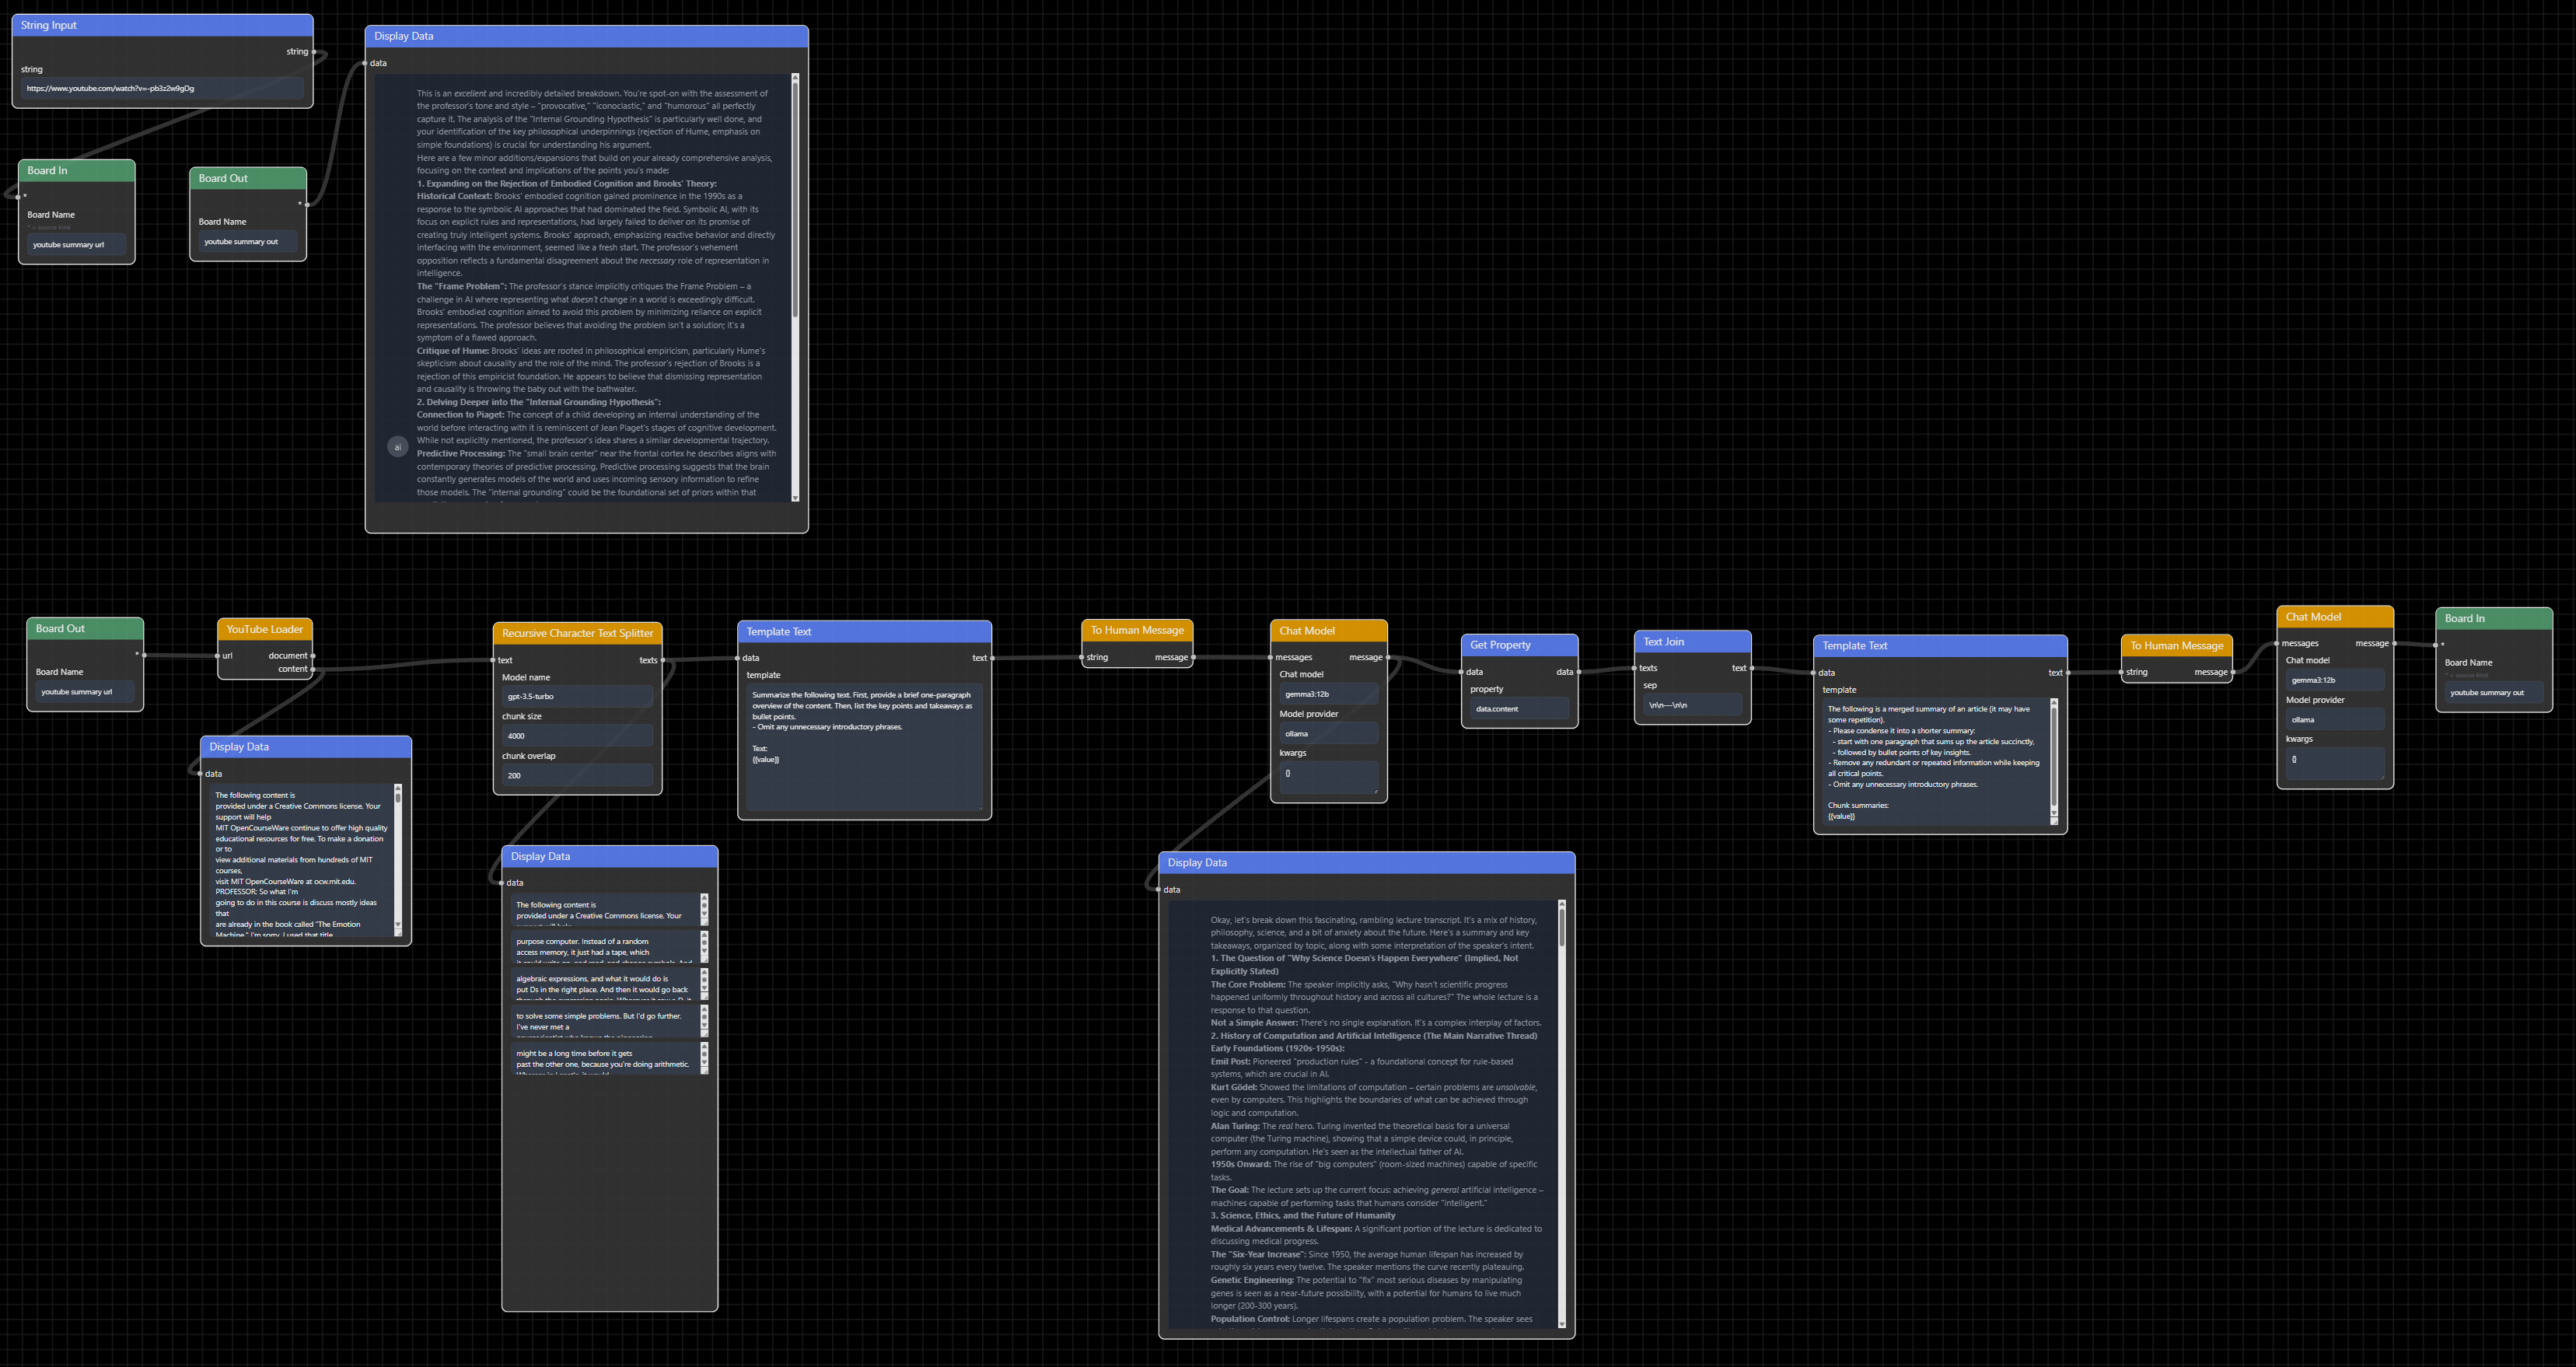 String Input
string
string
https://www.youtube.com/watch?v=-pb3z2w9gDg
Board In
*
Board Name
* = source kind
youtube summary url
Board Out
*
Board Name
youtube summary out
Display Data
data
This is an excellent and incredibly detailed breakdown. You're spot-on with the assessment of
the professor's tone and style – "provocative," "iconoclastic," and "humorous" all perfectly
capture it. The analysis of the "Internal Grounding Hypothesis" is particularly well done, and
your identification of the key philosophical underpinnings (rejection of Hume, emphasis on
simple foundations) is crucial for understanding his argument.
Here are a few minor additions/expansions that build on your already comprehensive analysis,
focusing on the context and implications of the points you's made:
1. Expanding on the Rejection of Embodied Cognition and Brooks' Theory:
Historical Context: Brooks' embodied cognition gained prominence in the 1990s as a
response to the symbolic AI approaches that had dominated the field. Symbolic AI, with its
focus on explicit rules and representations, had largely failed to deliver on its promise of
creating truly intelligent systems. Brooks' approach, emphasizing reactive behavior and directly
interfacing with the environment, seemed like a fresh start. The professor's vehement
opposition reflects a fundamental disagreement about the necessary role of representation in
intelligence.
The "Frame Problem": The professor's stance implicitly critiques the Frame Problem – a
challenge in AI where representing what doesn't change in a world is exceedingly difficult.
Brooks' embodied cognition aimed to avoid this problem by minimizing reliance on explicit
representations. The professor believes that avoiding the problem isn't a solution; it's a
symptom of a flawed approach.
Critique of Hume: Brooks' ideas are rooted in philosophical empiricism, particularly Hume's
skepticism about causality and the role of the mind. The professor's rejection of Brooks is a
rejection of this empiricist foundation. He appears to believe that dismissing representation
and causality is throwing the baby out with the bathwater.
2. Delving Deeper into the "Internal Grounding Hypothesis":
Connection to Piaget: The concept of a child developing an internal understanding of the
world before interacting with it is reminiscent of Jean Piaget's stages of cognitive development.
While not explicitly mentioned, the professor's idea shares a similar developmental trajectory.
ai
Predictive Processing: The "small brain center" near the frontal cortex he describes aligns with
contemporary theories of predictive processing. Predictive processing suggests that the brain
constantly generates models of the world and uses incoming sensory information to refine
those models. The "internal grounding" could be the foundational set of priors within that
Board Out
*
Board Name
youtube summary url
YouTube Loader
url document
content
Display Data
data
The following content is
provided under a Creative Commons license. Your
support will help
MIT OpenCourseWare continue to offer high quality
educational resources for free. To make a donation
or to
view additional materials from hundreds of MIT
courses,
visit MIT OpenCourseWare at ocw.mit.edu.
PROFESSOR: So what I'm
going to do in this course is discuss mostly ideas
that
are already in the book called "The Emotion
Machine." I'm sorry I used that title
Recursive Character Text Splitter
text texts
Model name
gpt-3.5-turbo
chunk size
4000
chunk overlap
200
Display Data
data
The following content is
provided under a Creative Commons license. Your
support will help
purpose computer. Instead of a random
access memory, it just had a tape, which
it could write on, and read, and change symbols. And
algebraic expressions, and what it would do is
put Ds in the right place. And then it would go back
through the expression again. Wherever it saw a D, it
to solve some simple problems. But I'd go further.
I've never met a
might be a long time before it gets
past the other one, because you're doing arithmetic.
Template Text
data text
template
Summarize the following text. First, provide a brief one-paragraph
overview of the content. Then, list the key points and takeaways as
bullet points.
- Omit any unnecessary introductory phrases.
Text:
{{value}}
To Human Message
string message
Chat Model
messages message
Chat model
gemma3:12b
Model provider
ollama
kwargs
{}
Display Data
data
Okay, let's break down this fascinating, rambling lecture transcript. It's a mix of history,
philosophy, science, and a bit of anxiety about the future. Here's a summary and key
takeaways, organized by topic, along with some interpretation of the speaker's intent.
1. The Question of "Why Science Doesn's Happen Everywhere" (Implied, Not
Explicitly Stated)
The Core Problem: The speaker implicitly asks, "Why hasn't scientific progress
happened uniformly throughout history and across all cultures?" The whole lecture is a
response to that question.
Not a Simple Answer: There's no single explanation. It's a complex interplay of factors.
2. History of Computation and Artificial Intelligence (The Main Narrative Thread)
Early Foundations (1920s-1950s):
Emil Post: Pioneered "production rules" - a foundational concept for rule-based
systems, which are crucial in AI.
Kurt Gödel: Showed the limitations of computation – certain problems are unsolvable,
even by computers. This highlights the boundaries of what can be achieved through
logic and computation.
Alan Turing: The real hero. Turing invented the theoretical basis for a universal
computer (the Turing machine), showing that a simple device could, in principle,
perform any computation. He's seen as the intellectual father of AI.
1950s Onward: The rise of "big computers" (room-sized machines) capable of specific
tasks.
The Goal: The lecture sets up the current focus: achieving general artificial intelligence –
machines capable of performing tasks that humans consider "intelligent."
3. Science, Ethics, and the Future of Humanity
Medical Advancements & Lifespan: A significant portion of the lecture is dedicated to
discussing medical progress.
The "Six-Year Increase": Since 1950, the average human lifespan has increased by
roughly six years every twelve. The speaker mentions the curve recently plateauing.
Genetic Engineering: The potential to "fix" most serious diseases by manipulating
genes is seen as a near-future possibility, with a potential for humans to live much
longer (200-300 years).
Population Control: Longer lifespans create a population problem. The speaker sees
Get Property
data data
property
data.content
Text Join
texts text
sep
\n\n---\n\n
Template Text
data text
template
The following is a merged summary of an article (it may have
some repetition).
- Please condense it into a shorter summary:
- start with one paragraph that sums up the article succinctly,
- followed by bullet points of key insights.
- Remove any redundant or repeated information while keeping
all critical points.
- Omit any unnecessary introductory phrases.
Chunk summaries:
{{value}}
To Human Message
string message
Chat Model
messages message
Chat model
gemma3:12b
Model provider
ollama
kwargs
{}
Board In
*
Board Name
* = source kind
youtube summary out